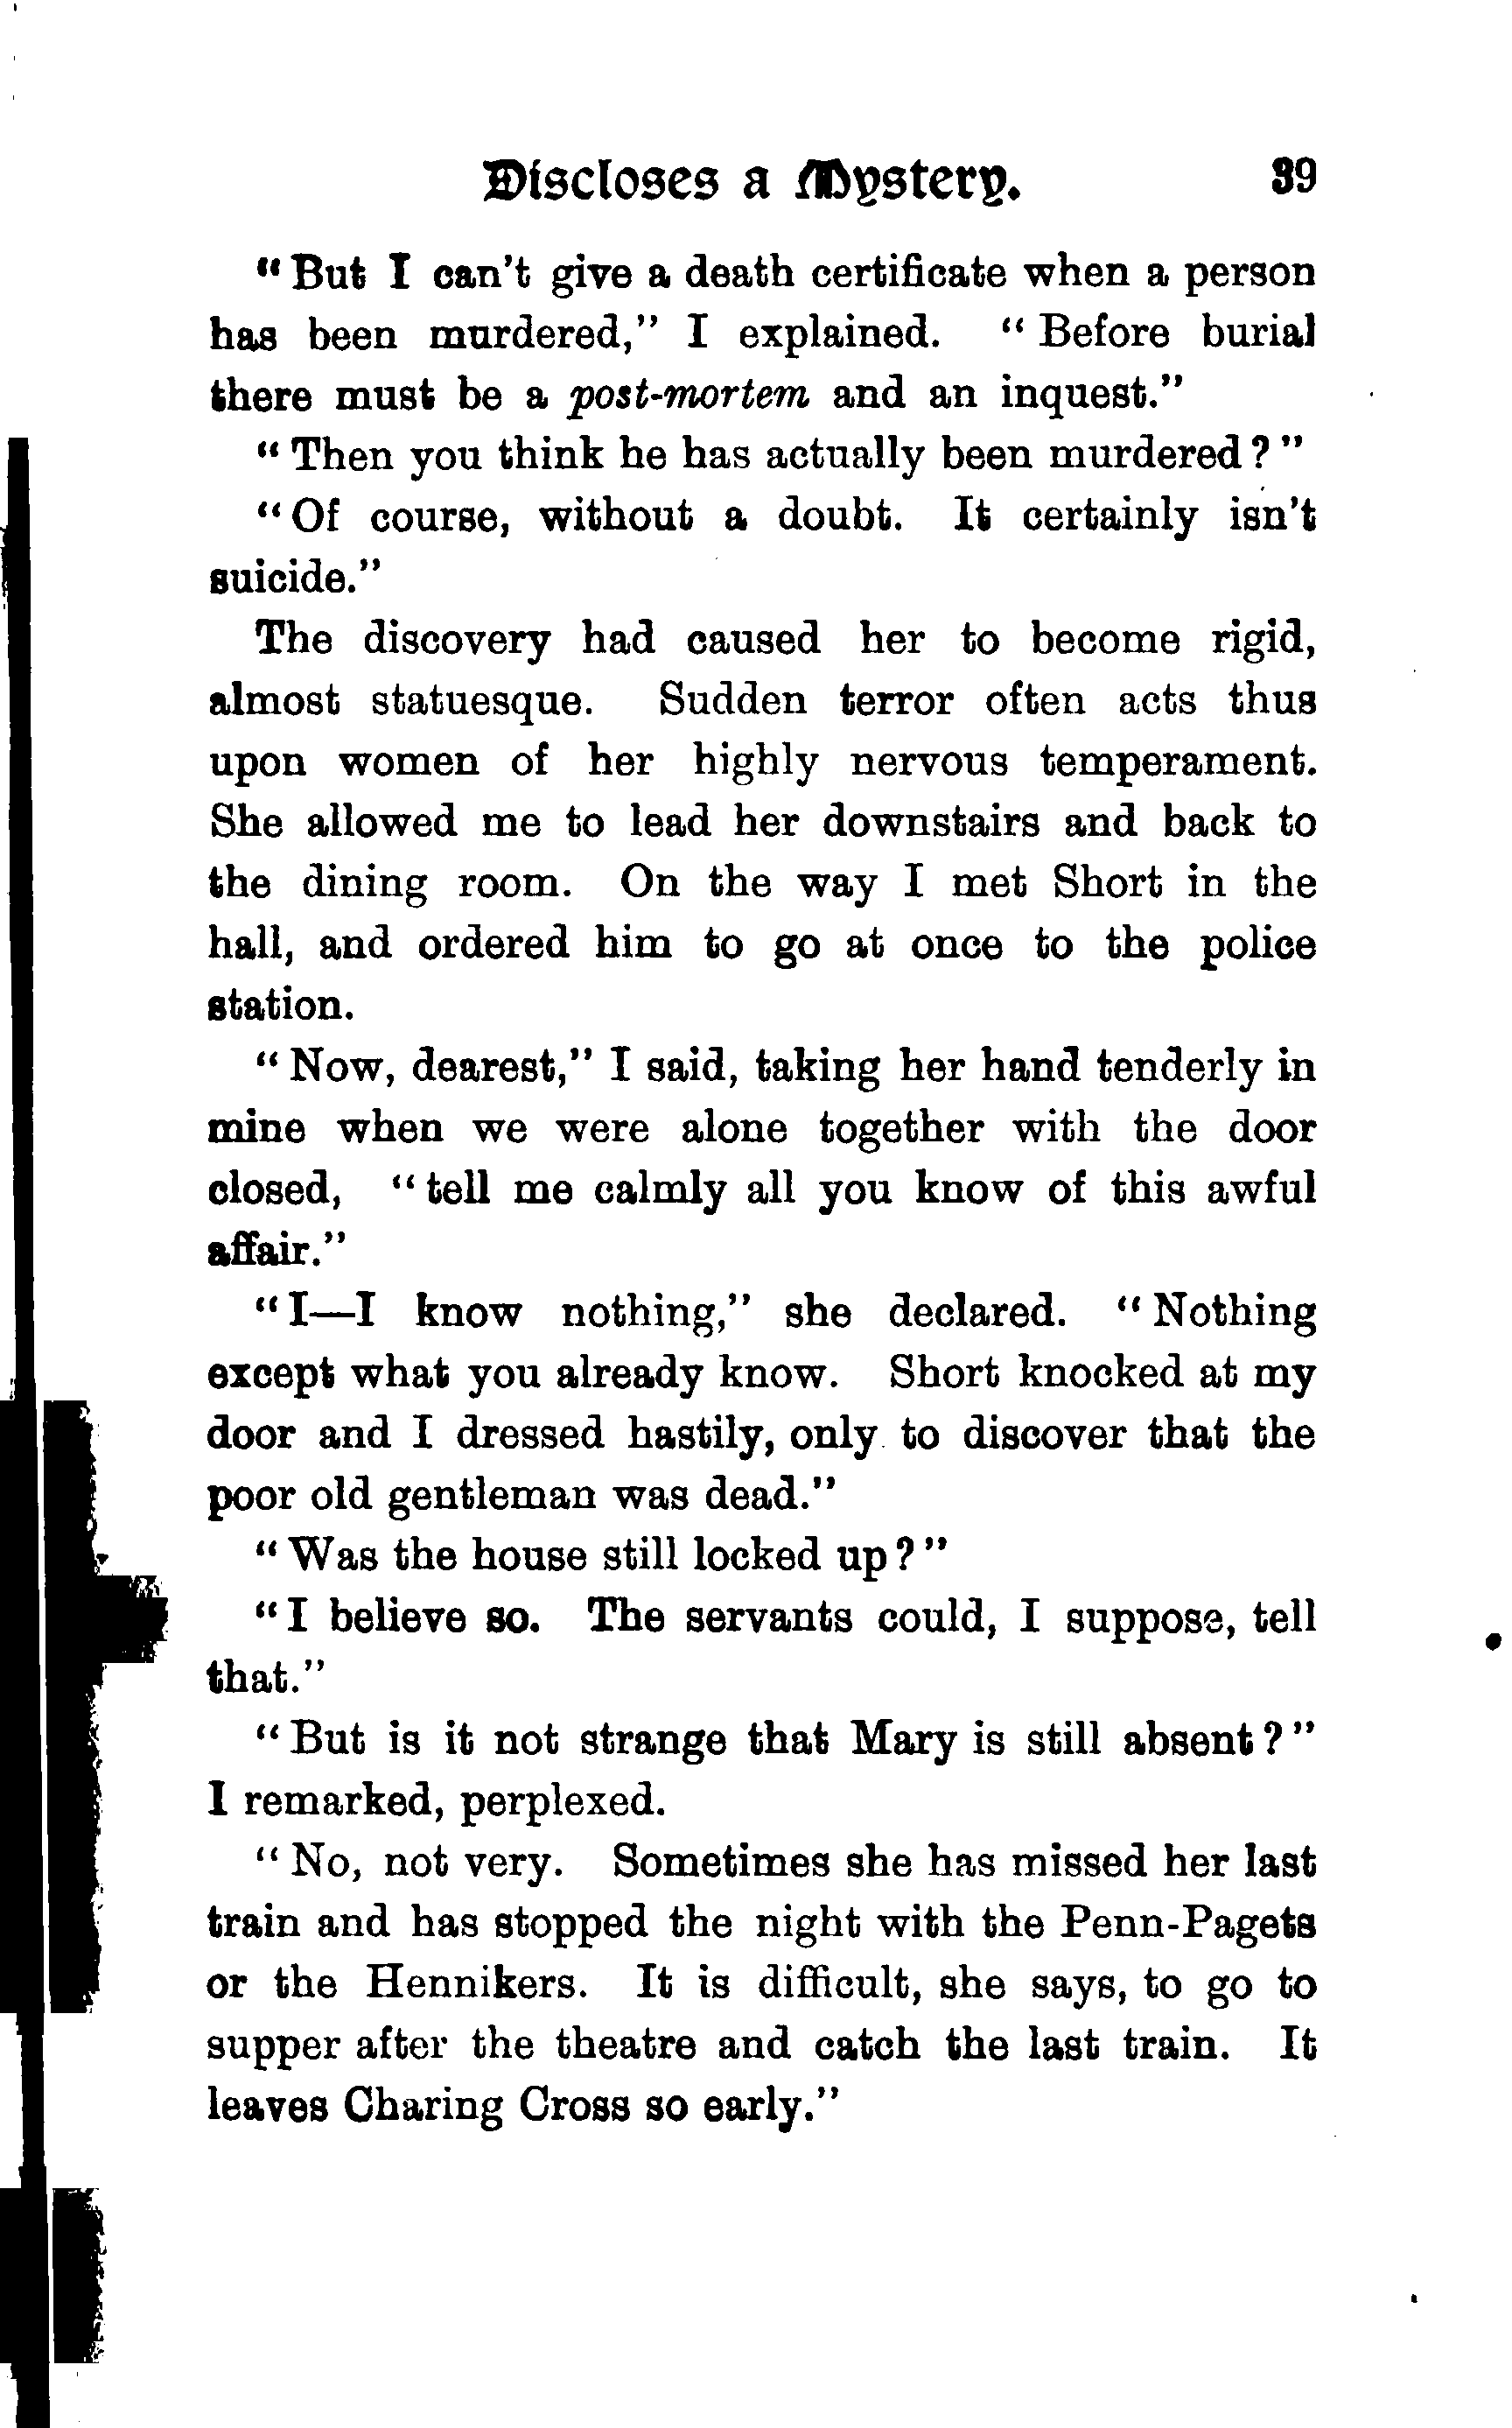 Discloses a Mystery. 39
"But I can't give a death certificate when a person
has been murdered," I explained. "Before burial
there must be a post-mortem and an inquest."
"Then you think he has actually been murdered?"
"Of course, without a doubt. It certainly isn't
suicide."
The discovery had caused her to become rigid,
almost statuesque. Sudden terror often acts thus
upon women of her highly nervous temperament.
She allowed me to lead her downstairs and back to
the dining room. On the way I met Short in the
hall, and ordered him to go at once to the police
station.
"Now, dearest," I said, taking her hand tenderly in
mine when we were alone together with the door
closed, "tell me calmly all you know of this awful
affair."
"I—I know nothing," she declared. "Nothing
except what you already know. Short knocked at my
door and I dressed hastily, only to discover that the
poor old gentleman was dead."
"Was the house still locked up?"
"I believe so. The servants could, I suppose, tell
that."
"But is it not strange that Mary is still absent?"
I remarked, perplexed.
"No, not very. Sometimes she has missed her last
train and has stopped the night with the Penn-Pagets
or the Hennikers. It is difficult, she says, to go to
supper after the theatre and catch the last train. It
leaves Charing Cross so early."